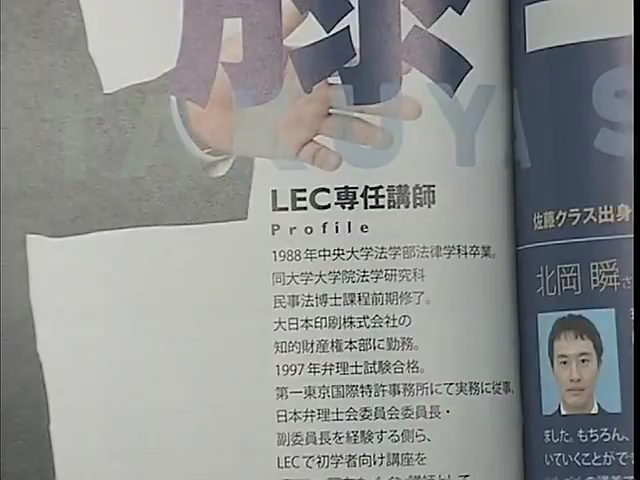 藤
TAKUYA S
LEC専任講師
Profile
1988年中央大学法学部法律学科卒業。
同大学大学院法学研究科
民事法博士課程前期修了。
大日本印刷株式会社の
知的財産権本部に勤務。
1997年弁理士試験合格。
第一東京国際特許事務所にて実務に従事。
日本弁理士会委員会委員長・
副委員長を経験する側ら、
LECで初学者向け講座を
佐藤クラス出身
北岡 瞬さ
ました。もちろん、
いていくことがで